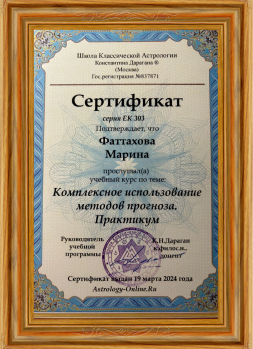 Школа Классической Астрологии
Константина Дарагана ®
(Москва)
Гос.регистрация №837871
Сертификат
серия ЕК 303
Подтверждает, что
Фаттахова
Марина
прослушал(а)
учебный курс по теме:
Комплексное использование
методов прогноза.
Практикум
Руководитель
учебной
программы
К.Н.Дараган
к.филос.н.,
доцент
Сертификат выдан 19 марта 2024 года
Astrology-Online.Ru